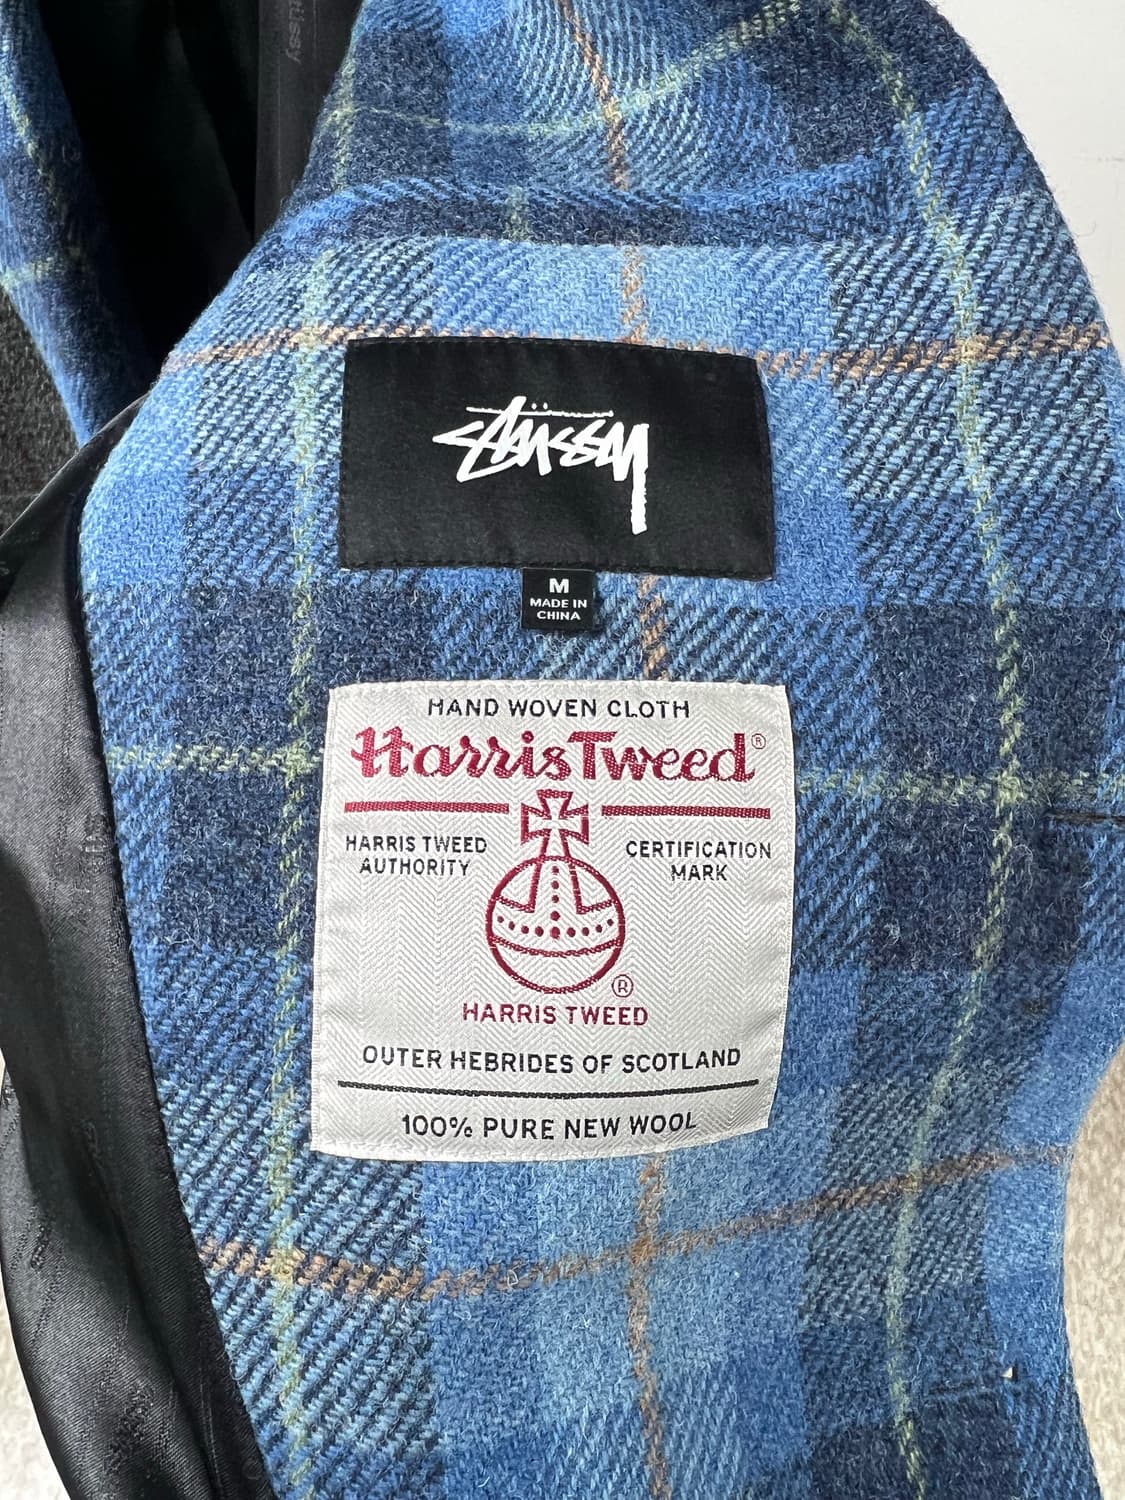 Stüssy
M
MADE IN
CHINA
HAND WOVEN CLOTH
Harris Tweed®
HARRIS TWEED
AUTHORITY
CERTIFICATION
MARK
®
HARRIS TWEED
OUTER HEBRIDES OF SCOTLAND
100% PURE NEW WOOL